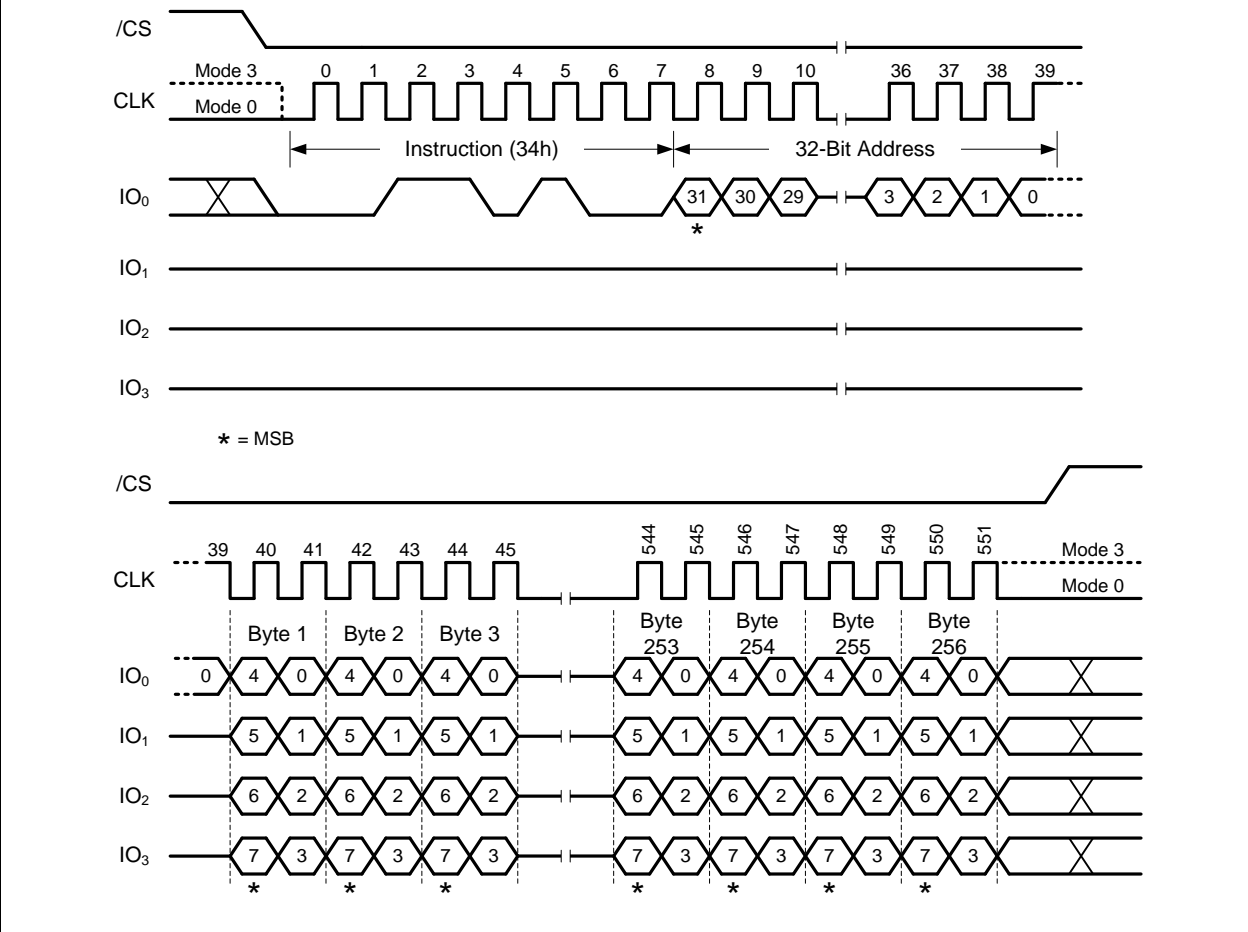 /CS
Mode 3 0 1 2 3 4 5 6 7 8 9 10 36 37 38 39
CLK
Mode 0
Instruction (34h) 32-Bit Address
IO0 31 30 29 3 2 1 0
*
IO1
IO2
IO3
* = MSB
/CS
39 40 41 42 43 44 45 544 545 546 547 548 549 550 551 Mode 3
CLK
Mode 0
Byte 1 Byte 2 Byte 3 Byte 253 Byte 254 Byte 255 Byte 256
IO0 0 4 0 4 0 4 0 4 0 4 0 4 0 4 0
IO1 5 1 5 1 5 1 5 1 5 1 5 1 5 1
IO2 6 2 6 2 6 2 6 2 6 2 6 2 6 2
IO3 7 3 7 3 7 3 7 3 7 3 7 3 7 3
* * * * * * *